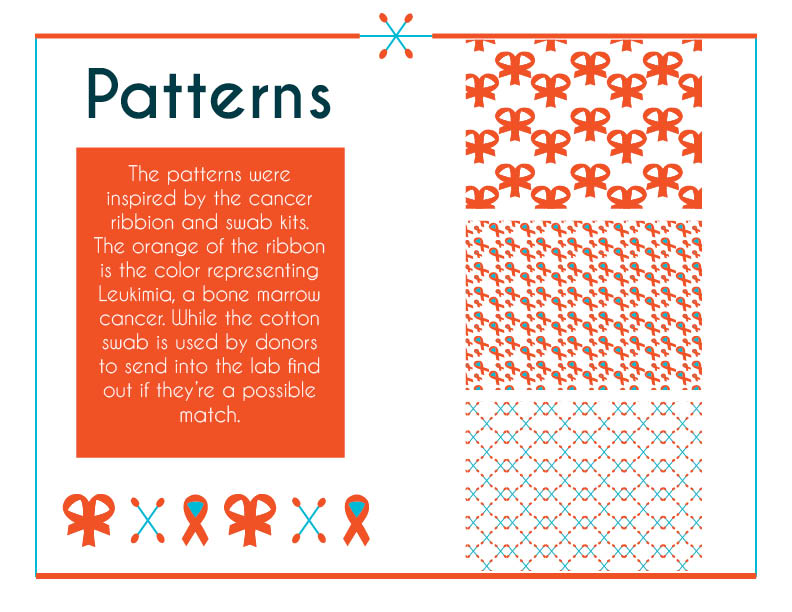 Patterns
The patterns were
inspired by the cancer
ribbion and swab kits.
The orange of the ribbon
is the color representing
Leukimia, a bone marrow
cancer. While the cotton
swab is used by donors
to send into the lab find
out if they're a possible
match.